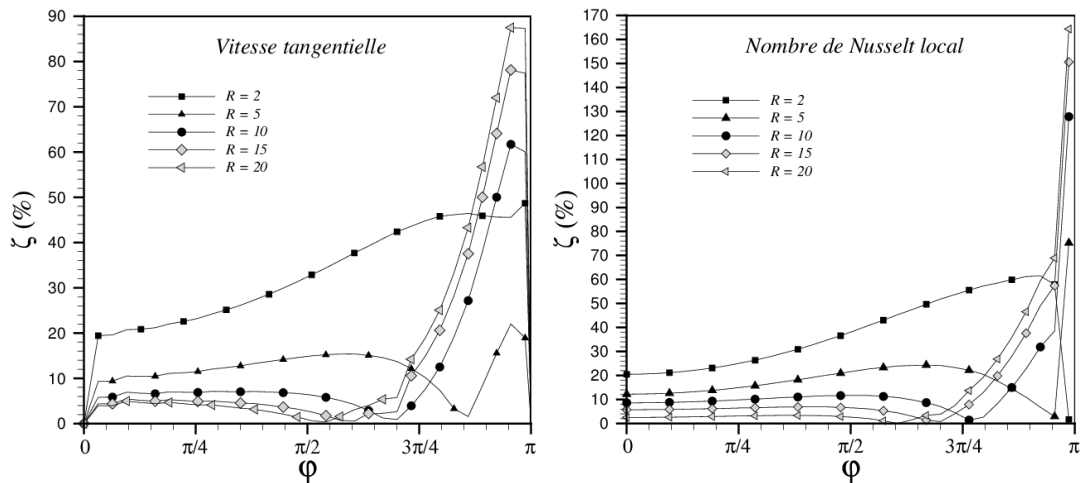 Vitesse tangentielle
R = 2
R = 5
R = 10
R = 15
R = 20
ζ (%)
90
80
70
60
50
40
30
20
10
0
0
π/4
π/2
3π/4
π
φ
Nombre de Nusselt local
R = 2
R = 5
R = 10
R = 15
R = 20
ζ (%)
170
160
150
140
130
120
110
100
90
80
70
60
50
40
30
20
10
0
0
π/4
π/2
3π/4
π
φ